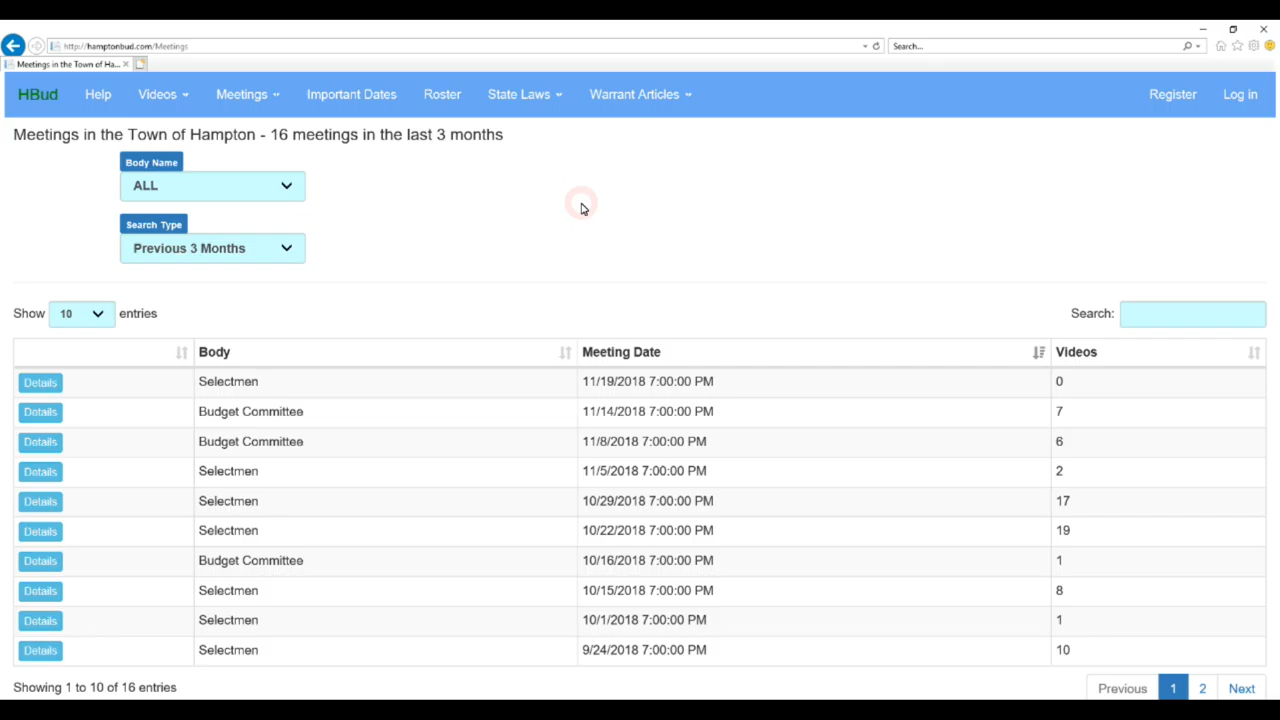 http://hamptonbud.com/Meetings
Search...
Meetings in the Town of Ha...
HBud Help Videos Meetings Important Dates Roster State Laws Warrant Articles Register Log in
Meetings in the Town of Hampton - 16 meetings in the last 3 months
Body Name
ALL
Search Type
Previous 3 Months
Show 10 entries Search:
Body Meeting Date Videos
Details Selectmen 11/19/2018 7:00:00 PM 0
Details Budget Committee 11/14/2018 7:00:00 PM 7
Details Budget Committee 11/8/2018 7:00:00 PM 6
Details Selectmen 11/5/2018 7:00:00 PM 2
Details Selectmen 10/29/2018 7:00:00 PM 17
Details Selectmen 10/22/2018 7:00:00 PM 19
Details Budget Committee 10/16/2018 7:00:00 PM 1
Details Selectmen 10/15/2018 7:00:00 PM 8
Details Selectmen 10/1/2018 7:00:00 PM 1
Details Selectmen 9/24/2018 7:00:00 PM 10
Showing 1 to 10 of 16 entries Previous 1 2 Next